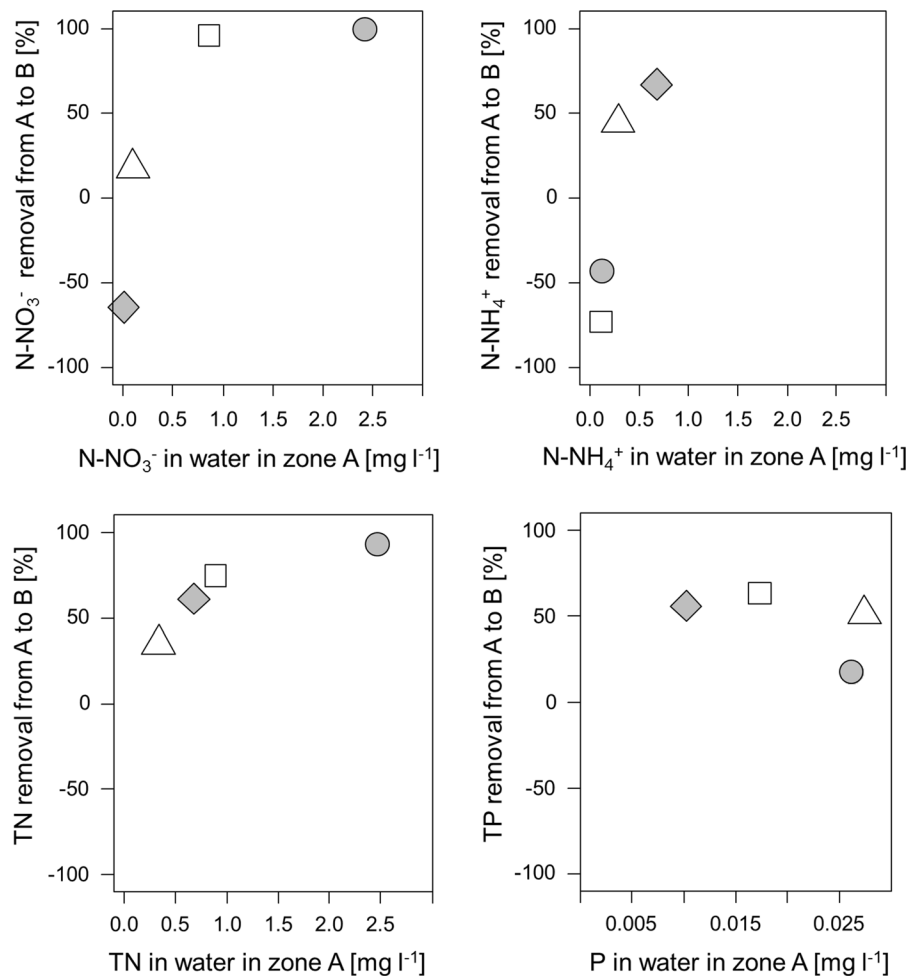 N-NO₃⁻ removal from A to B [%]
100
50
0
-50
-100
0.0 0.5 1.0 1.5 2.0 2.5
N-NO₃⁻ in water in zone A [mg l⁻¹]
N-NH₄⁺ removal from A to B [%]
100
50
0
-50
-100
0.0 0.5 1.0 1.5 2.0 2.5
N-NH₄⁺ in water in zone A [mg l⁻¹]
TN removal from A to B [%]
100
50
0
-50
-100
0.0 0.5 1.0 1.5 2.0 2.5
TN in water in zone A [mg l⁻¹]
TP removal from A to B [%]
100
50
0
-50
-100
0.005 0.015 0.025
P in water in zone A [mg l⁻¹]